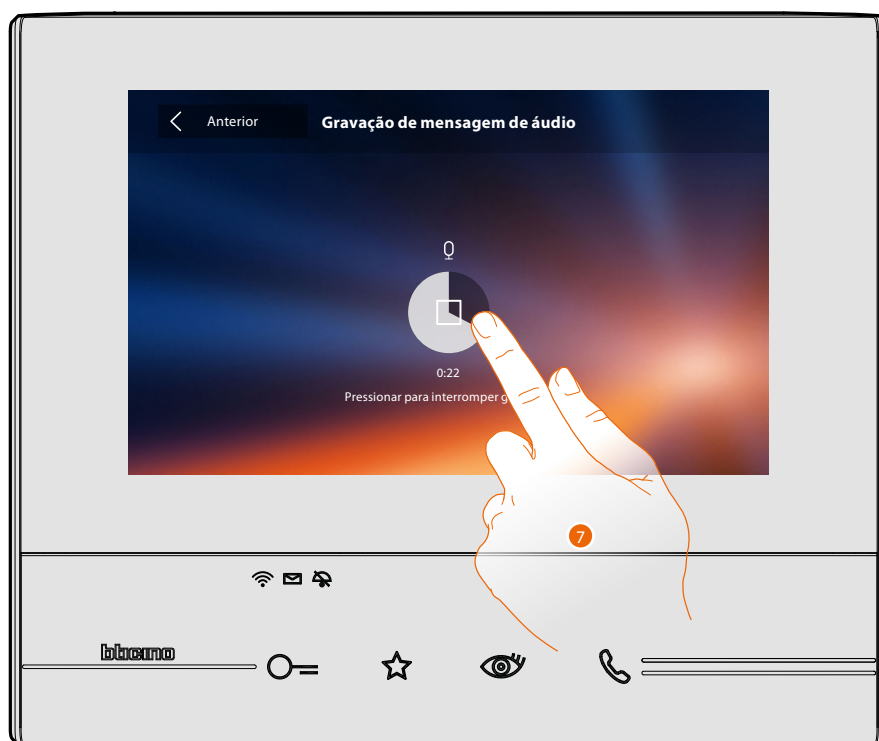 Anterior
Gravação de mensagem de áudio
0:22
Pressionar para interromper
7
bticino